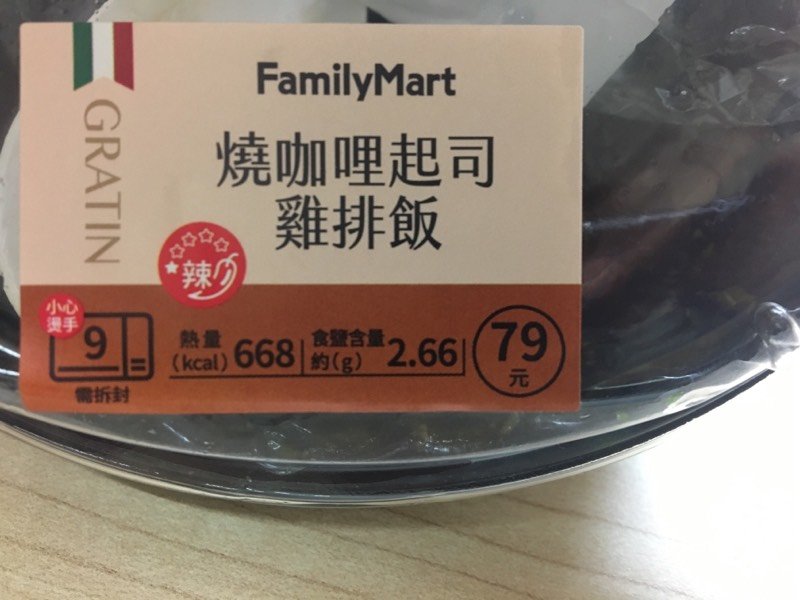 FamilyMart
GRATIN
燒咖哩起司
雞排飯
辣
小心
燙手
9
需拆封
熱量
(kcal) 668
食鹽含量
約(g) 2.66
79
元